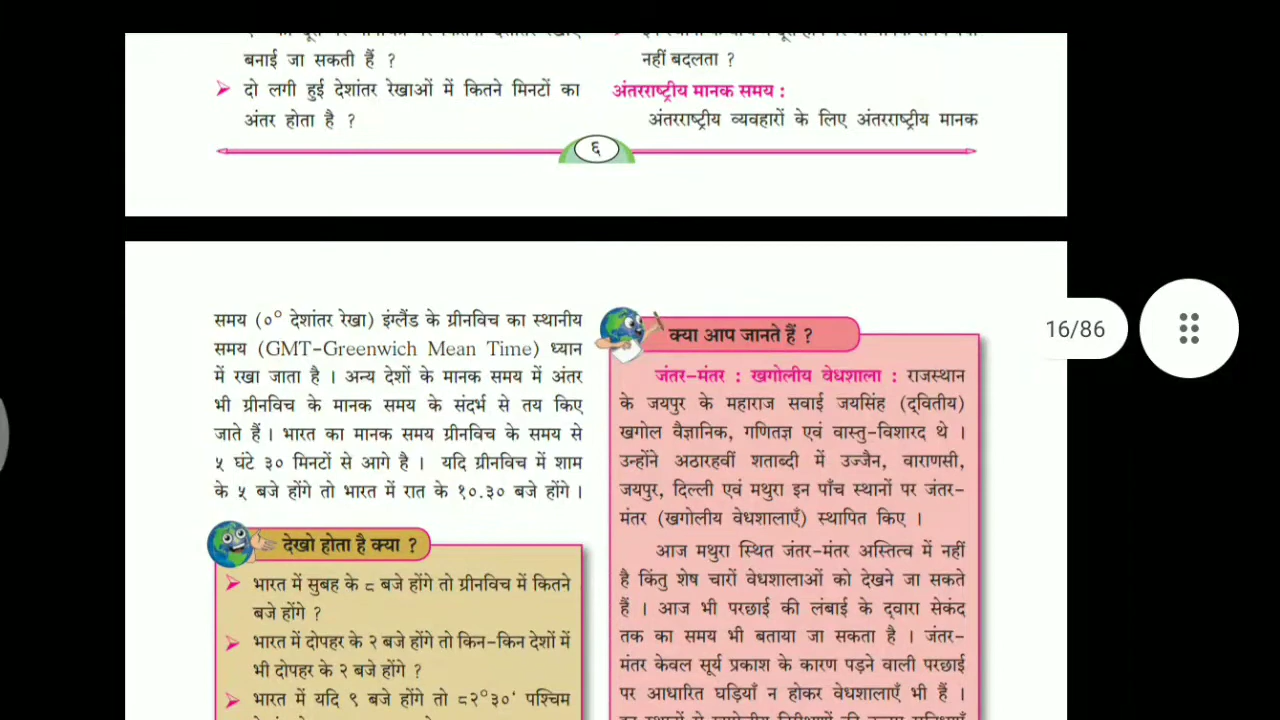 बनाई जा सकती हैं ?
➤ दो लगी हुई देशांतर रेखाओं में कितने मिनटों का
अंतर होता है ?
नहीं बदलता ?
अंतरराष्ट्रीय मानक समय :
अंतरराष्ट्रीय व्यवहारों के लिए अंतरराष्ट्रीय मानक
६
16/86
समय (०° देशांतर रेखा) इंग्लैंड के ग्रीनविच का स्थानीय
समय (GMT-Greenwich Mean Time) ध्यान
में रखा जाता है । अन्य देशों के मानक समय में अंतर
भी ग्रीनविच के मानक समय के संदर्भ से तय किए
जाते हैं । भारत का मानक समय ग्रीनविच के समय से
५ घंटे ३० मिनटों से आगे है । यदि ग्रीनविच में शाम
के ५ बजे होंगे तो भारत में रात के १०.३० बजे होंगे ।
देखो होता है क्या ?
➤ भारत में सुबह के ८ बजे होंगे तो ग्रीनविच में कितने
बजे होंगे ?
➤ भारत में दोपहर के २ बजे होंगे तो किन-किन देशों में
भी दोपहर के २ बजे होंगे ?
➤ भारत में यदि ९ बजे होंगे तो ८२°३०' पश्चिम
क्या आप जानते हैं ?
जंतर-मंतर : खगोलीय वेधशाला : राजस्थान
के जयपुर के महाराज सवाई जयसिंह (द्वितीय)
खगोल वैज्ञानिक, गणितज्ञ एवं वास्तु-विशारद थे ।
उन्होंने अठारहवीं शताब्दी में उज्जैन, वाराणसी,
जयपुर, दिल्ली एवं मथुरा इन पाँच स्थानों पर जंतर-
मंतर (खगोलीय वेधशालाएँ) स्थापित किए ।
आज मथुरा स्थित जंतर-मंतर अस्तित्व में नहीं
है किंतु शेष चारों वेधशालाओं को देखने जा सकते
हैं । आज भी परछाई की लंबाई के द्वारा सेकंद
तक का समय भी बताया जा सकता है । जंतर-
मंतर केवल सूर्य प्रकाश के कारण पड़ने वाली परछाई
पर आधारित घड़ियाँ न होकर वेधशालाएँ भी हैं ।